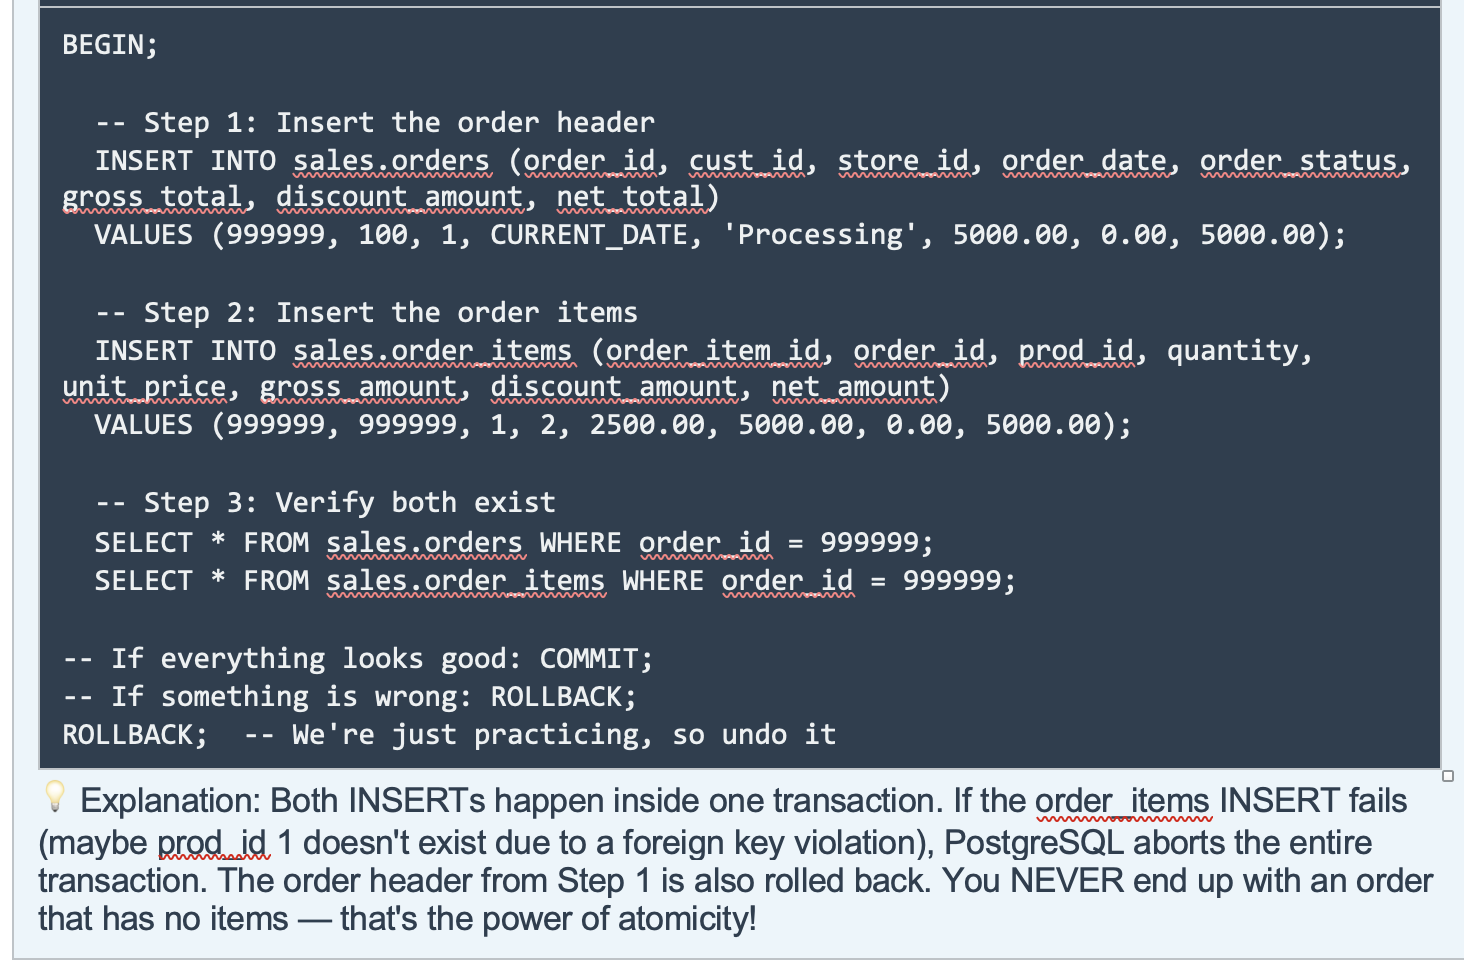 BEGIN;
-- Step 1: Insert the order header
INSERT INTO sales.orders (order_id, cust_id, store_id, order_date, order_status,
gross_total, discount_amount, net_total)
VALUES (999999, 100, 1, CURRENT_DATE, 'Processing', 5000.00, 0.00, 5000.00);
-- Step 2: Insert the order items
INSERT INTO sales.order_items (order_item_id, order_id, prod_id, quantity,
unit_price, gross_amount, discount_amount, net_amount)
VALUES (999999, 999999, 1, 2, 2500.00, 5000.00, 0.00, 5000.00);
-- Step 3: Verify both exist
SELECT * FROM sales.orders WHERE order_id = 999999;
SELECT * FROM sales.order_items WHERE order_id = 999999;
-- If everything looks good: COMMIT;
-- If something is wrong: ROLLBACK;
ROLLBACK;  -- We're just practicing, so undo it
💡 Explanation: Both INSERTs happen inside one transaction. If the order_items INSERT fails
(maybe prod_id 1 doesn't exist due to a foreign key violation), PostgreSQL aborts the entire
transaction. The order header from Step 1 is also rolled back. You NEVER end up with an order
that has no items — that's the power of atomicity!